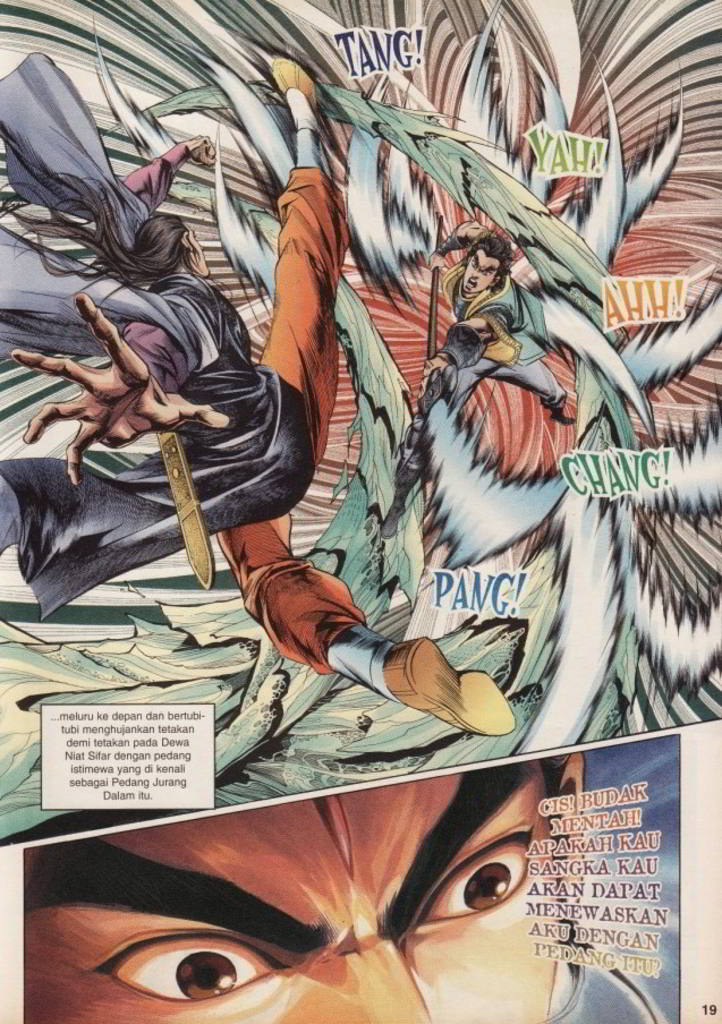 TANG!
YAH!
AHH!
CHANG!
PANG!
...meluru ke depan dan bertubi-
tubi menghujankan tetakan
demi tetakan pada Dewa
Niat Sifar dengan pedang
istimewa yang di kenali
sebagai Pedang Jurang
Dalam itu.
CIS! BUDAK
MENTAH!
APAKAH KAU
SANGKA KAU
AKAN DAPAT
MENEWASKAN
AKU DENGAN
PEDANG ITU?
19